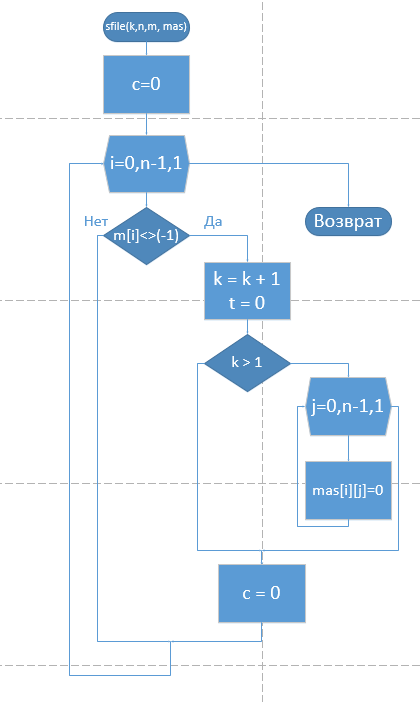 sfile(k,n,m, mas)
c=0
i=0,n-1,1
Нет
Да
m[i]<>(-1)
Возврат
k = k + 1
t = 0
k > 1
j=0,n-1,1
mas[i][j]=0
c = 0